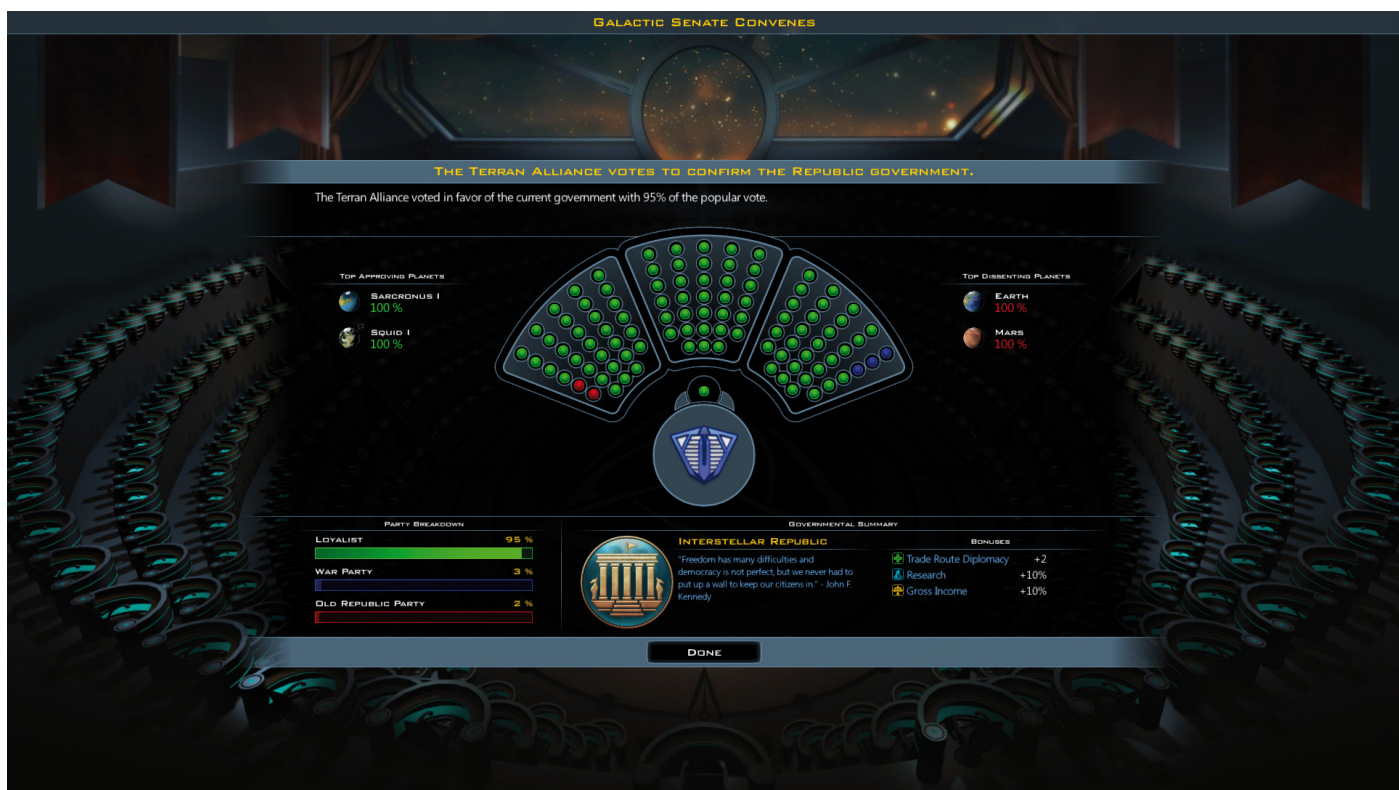 Galactic Senate Convenes
The Terran Alliance votes to confirm the Republic government.
The Terran Alliance voted in favor of the current government with 95% of the popular vote.
Top Approving Planets
Sarcronus I
100 %
Squid I
100 %
Top Dissenting Planets
Earth
100 %
Mars
100 %
Party Breakdown
Loyalist 95 %
War Party 3 %
Old Republic Party 2 %
Governmental Summary
Interstellar Republic
"Freedom has many difficulties and
democracy is not perfect, but we never had to
put up a wall to keep our citizens in." - John F.
Kennedy
Bonuses
Trade Route Diplomacy +2
Research +10%
Gross Income +10%
Done